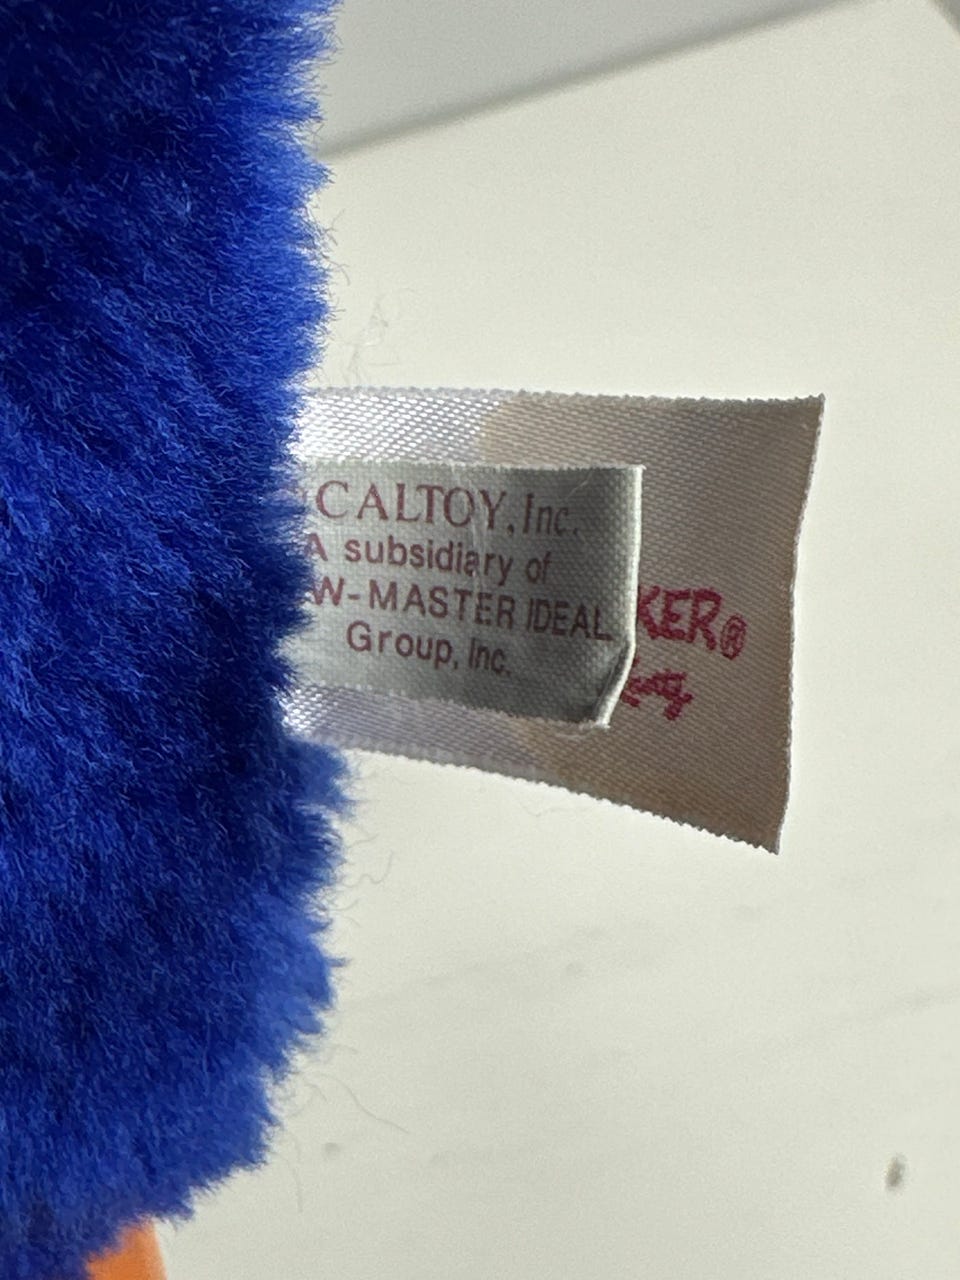 CALTOY, Inc.
A subsidiary of
W-MASTER IDEAL
Group, Inc.
KER®